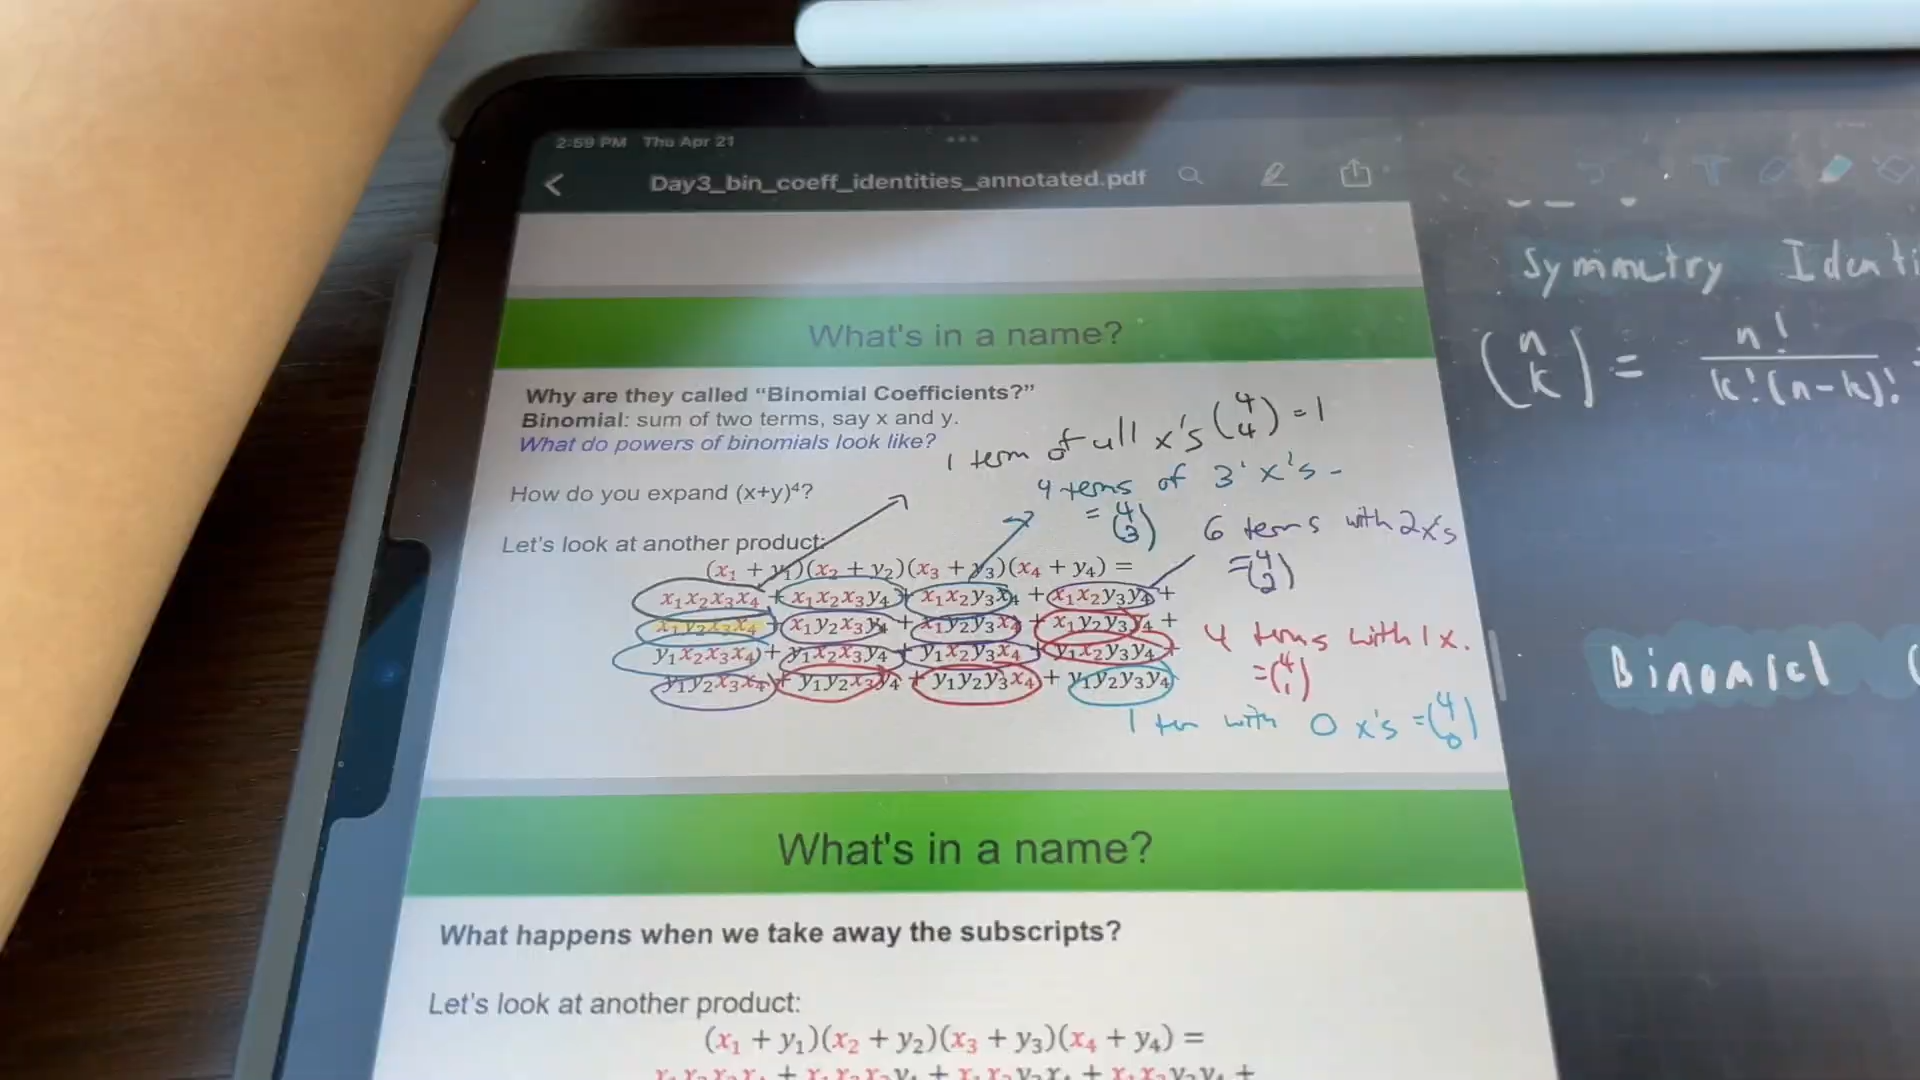 2:59 PM Thu Apr 21
Day3_bin_coeff_identities_annotated.pdf
What's in a name?
Why are they called “Binomial Coefficients?”
Binomial: sum of two terms, say x and y.
What do powers of binomials look like?
1 term of all x's (4 4) = 1
4 terms of 3 x's -
= (4 3)
How do you expand (x+y)⁴?
6 terms with 2x's
= (4 2)
Let's look at another product:
(x₁ + y₁)(x₂ + y₂)(x₃ + y₃)(x₄ + y₄) =
x₁x₂x₃x₄ + x₁x₂x₃y₄ + x₁x₂y₃x₄ + x₁x₂y₃y₄ +
x₁y₂x₃x₄ + x₁y₂x₃y₄ + x₁y₂y₃x₄ + x₁y₂y₃y₄ +
y₁x₂x₃x₄ + y₁x₂x₃y₄ + y₁x₂y₃x₄ + y₁x₂y₃y₄ +
y₁y₂x₃x₄ + y₁y₂x₃y₄ + y₁y₂y₃x₄ + y₁y₂y₃y₄
4 terms with 1x.
= (4 1)
1 ten with 0 x's = (4 0)
What's in a name?
What happens when we take away the subscripts?
Let's look at another product:
(x₁ + y₁)(x₂ + y₂)(x₃ + y₃)(x₄ + y₄) =
Symmetry Identi
(n k) = n! / k!(n-k)! =
Binomial (